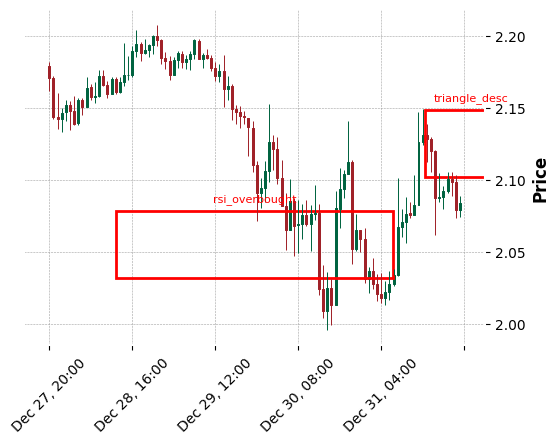 2.20
triangle_desc
2.15
Price
2.10
rsi_overbought
2.05
2.00
Dec 27, 20:00
Dec 28, 16:00
Dec 29, 12:00
Dec 30, 08:00
Dec 31, 04:00